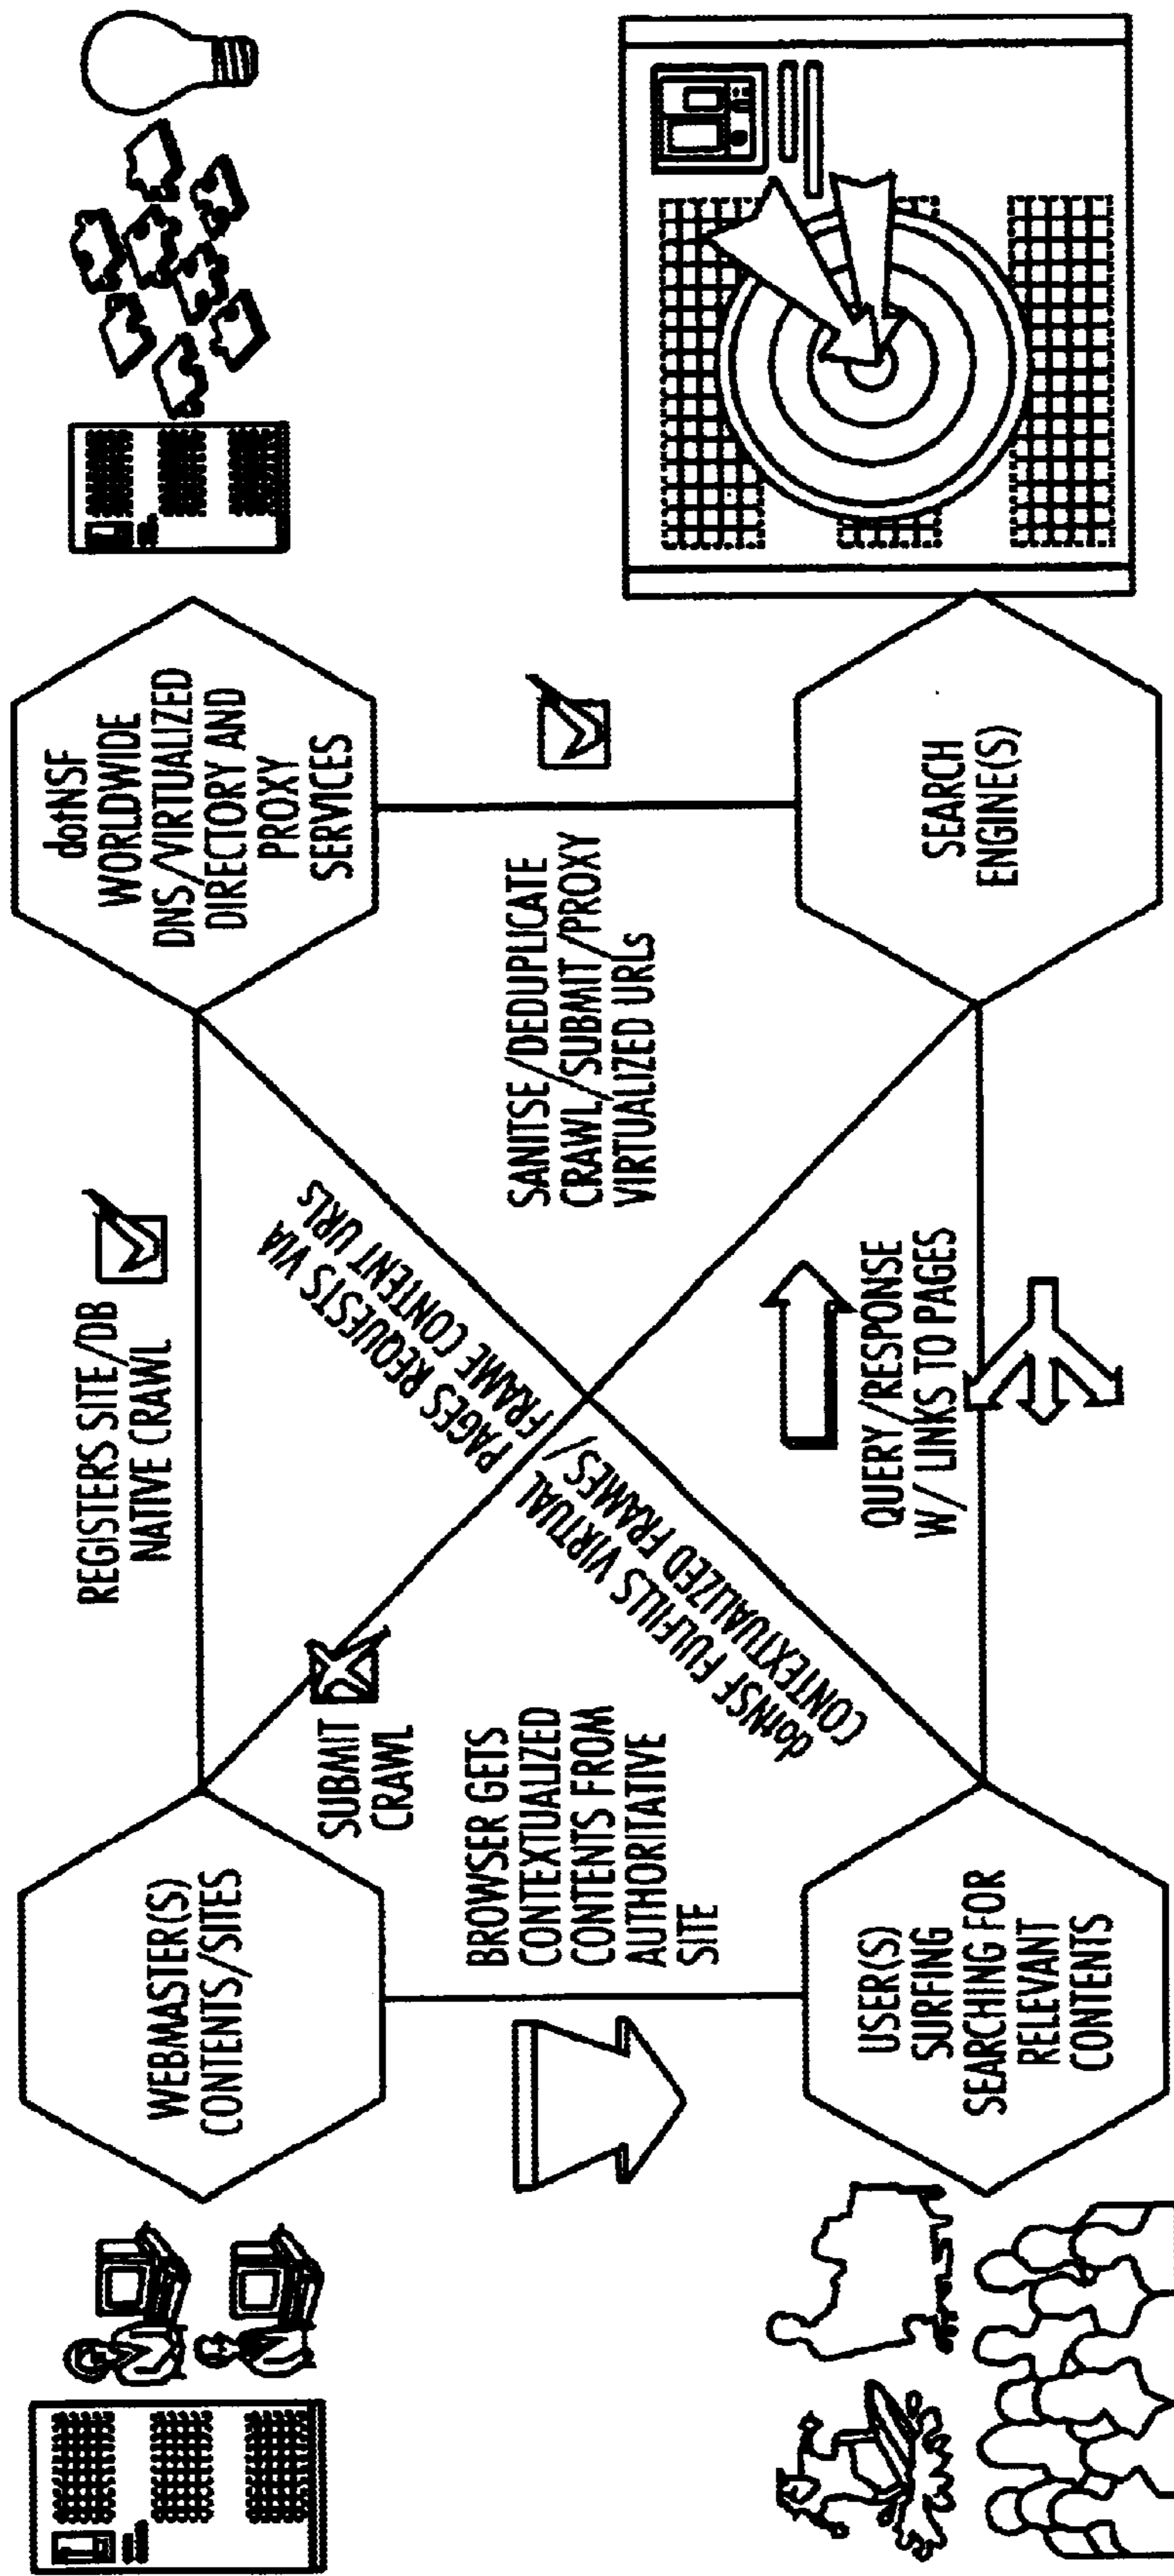 WEBMASTER(S)
CONTENTS/SITES
REGISTERS SITE/DB
NATIVE CRAWL
dotNSF
WORLDWIDE
DNS/VIRTUALIZED
DIRECTORY AND
PROXY
SERVICES
SUBMIT
CRAWL
BROWSER GETS
CONTEXTUALIZED
CONTENTS FROM
AUTHORITATIVE
SITE
dotNSF FULFILLS VIRTUAL PAGES REQUESTS VIA
CONTEXTUALIZED FRAMES/ FRAME CONTENT URLs
SANITSE/DEDUPLICATE
CRAWL/SUBMIT/PROXY
VIRTUALIZED URLs
USER(S)
SURFING
SEARCHING FOR
RELEVANT
CONTENTS
QUERY/RESPONSE
W/ LINKS TO PAGES
SEARCH
ENGINE(S)